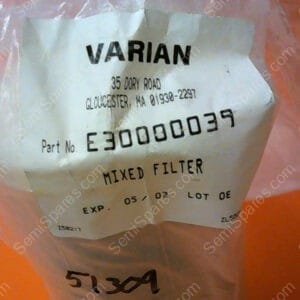 VARIAN
35 DORY ROAD
GLOUCESTER, MA 01930-2297
Part No E30000039
MIXED FILTER
EXP. 05/02 LOT OE
51309
SemiSpares.com